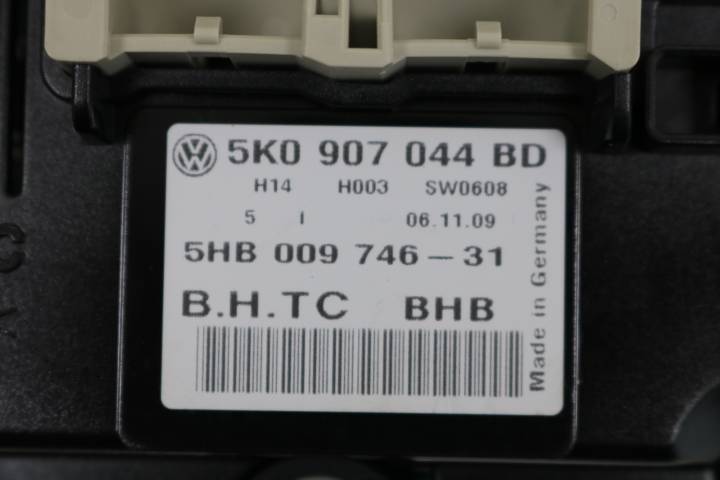 5K0 907 044 BD
H14 H003 SW0608
5 I 06.11.09
5HB 009 746-31
B.H.TC BHB
Made in Germany